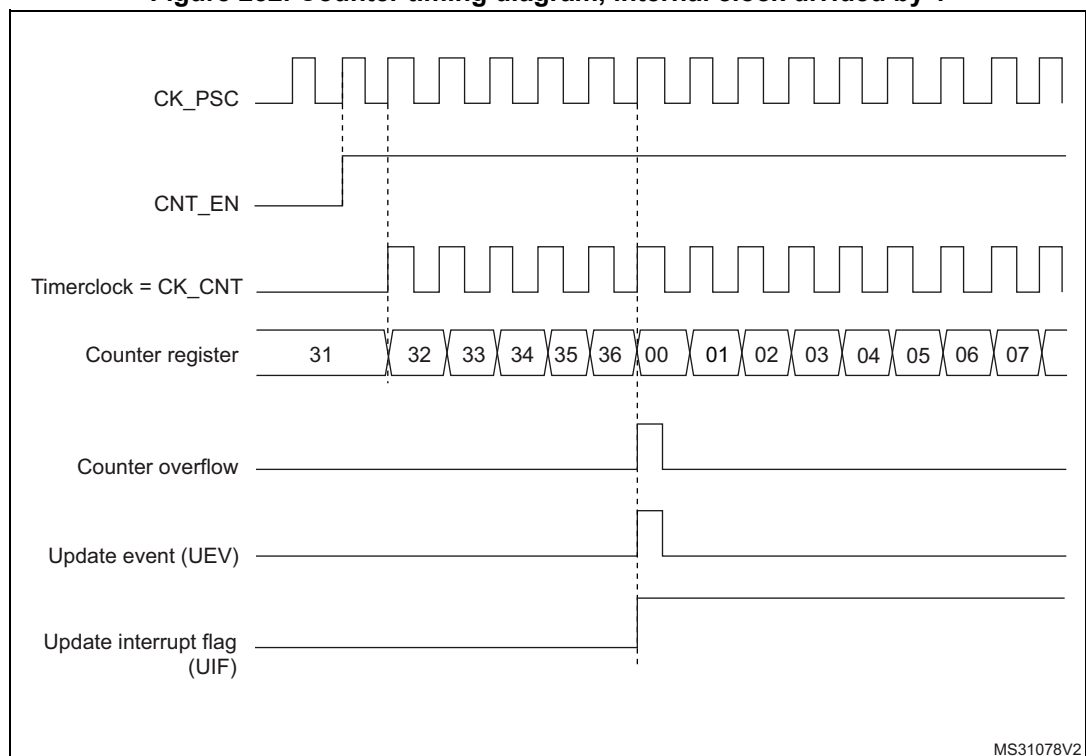 CK_PSC
CNT_EN
Timerclock = CK_CNT
Counter register 31 32 33 34 35 36 00 01 02 03 04 05 06 07
Counter overflow
Update event (UEV)
Update interrupt flag
(UIF)
MS31078V2